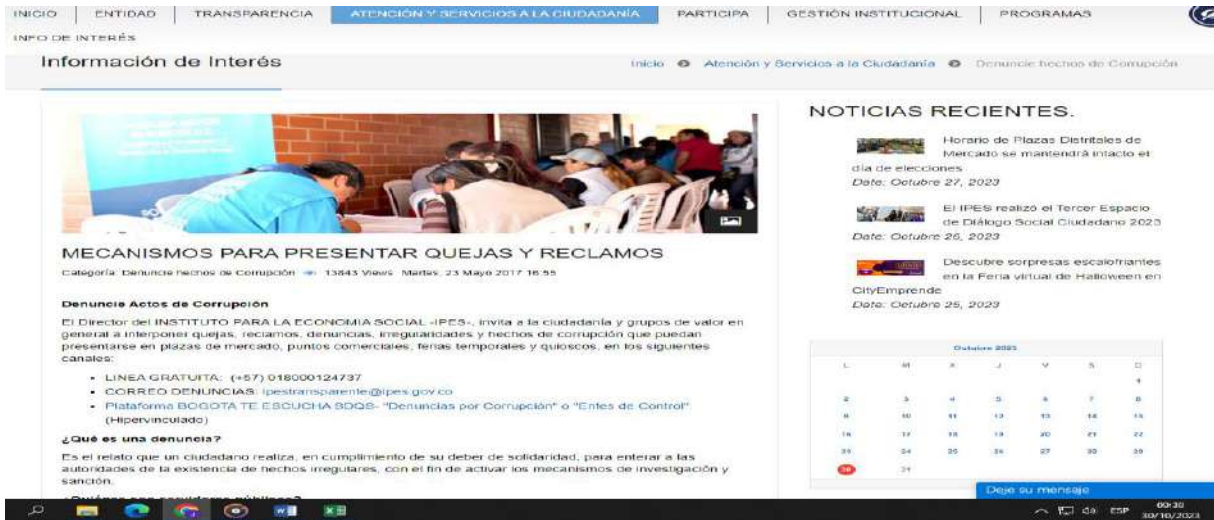 INICIO
ENTIDAD
TRANSPARENCIA
ATENCIÓN Y SERVICIOS A LA CIUDADANÍA
PARTICIPA
GESTIÓN INSTITUCIONAL
PROGRAMAS
INFO DE INTERÉS
Información de Interés
Inicio Atención y Servicios a la Ciudadanía Denuncie hechos de Corrupción
MECANISMOS PARA PRESENTAR QUEJAS Y RECLAMOS
Categoría: Denuncie hechos de Corrupción 13843 Views Martes, 23 Mayo 2017 16:55
Denuncie Actos de Corrupción
El Director del INSTITUTO PARA LA ECONOMIA SOCIAL -IPES-, invita a la ciudadanía y grupos de valor en
general a interponer quejas, reclamos, denuncias, irregularidades y hechos de corrupción que puedan
presentarse en plazas de mercado, puntos comerciales, ferias temporales y quioscos, en los siguientes
canales:
• LINEA GRATUITA: (+57) 018000124737
• CORREO DENUNCIAS: ipestransparente@ipes.gov.co
• Plataforma BOGOTA TE ESCUCHA SDQS- "Denuncias por Corrupción" o "Entes de Control"
(Hipervinculado)
¿Qué es una denuncia?
Es el relato que un ciudadano realiza, en cumplimiento de su deber de solidaridad, para enterar a las
autoridades de la existencia de hechos irregulares, con el fin de activar los mecanismos de investigación y
sanción.
¿Quiénes son servidores públicos?
NOTICIAS RECIENTES.
Horario de Plazas Distritales de
Mercado se mantendrá intacto el
día de elecciones
Date: Octubre 27, 2023
El IPES realizó el Tercer Espacio
de Diálogo Social Ciudadano 2023
Date: Octubre 26, 2023
Descubre sorpresas escalofriantes
en la Feria virtual de Halloween en
CityEmprende
Date: Octubre 25, 2023
Octubre 2023
L M X J V S D
1
2 3 4 5 6 7 8
9 10 11 12 13 14 15
16 17 18 19 20 21 22
23 24 25 26 27 28 29
30 31
Deje su mensaje
ESP
09:30
30/10/2023